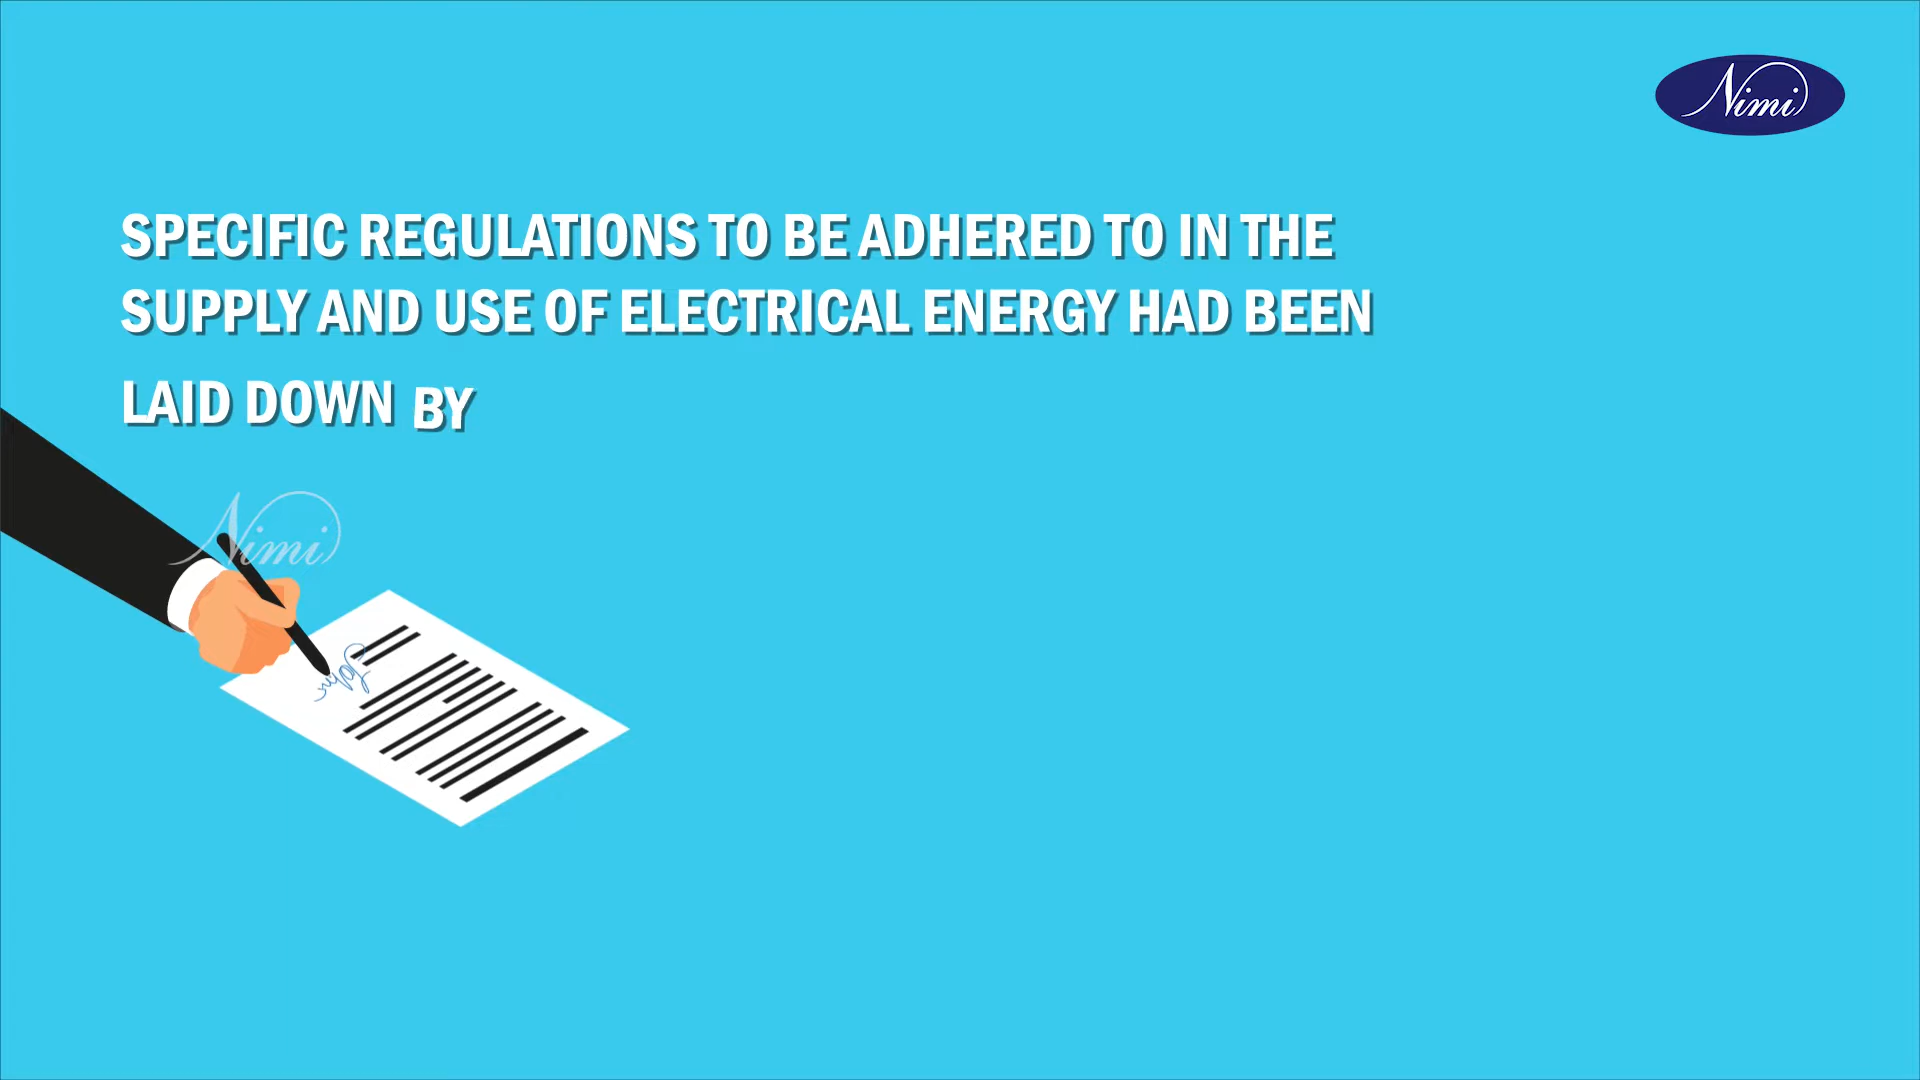 Nimi
SPECIFIC REGULATIONS TO BE ADHERED TO IN THE
SUPPLY AND USE OF ELECTRICAL ENERGY HAD BEEN
LAID DOWN BY
Nimi
John